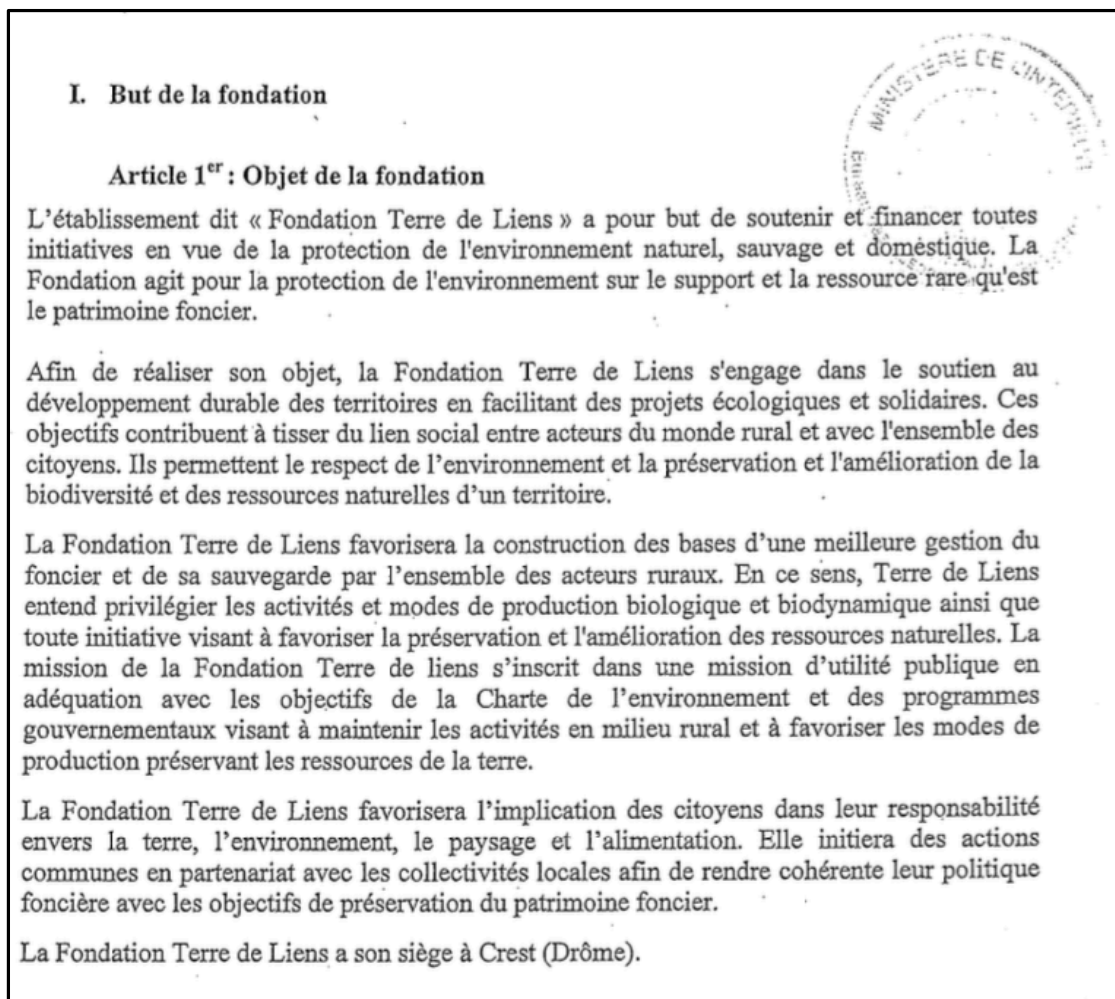 MINISTERE DE L'INTERIEUR
I. But de la fondation
Article 1er : Objet de la fondation
L'établissement dit « Fondation Terre de Liens » a pour but de soutenir et financer toutes
initiatives en vue de la protection de l'environnement naturel, sauvage et domestique. La
Fondation agit pour la protection de l'environnement sur le support et la ressource rare qu'est
le patrimoine foncier.
Afin de réaliser son objet, la Fondation Terre de Liens s'engage dans le soutien au
développement durable des territoires en facilitant des projets écologiques et solidaires. Ces
objectifs contribuent à tisser du lien social entre acteurs du monde rural et avec l'ensemble des
citoyens. Ils permettent le respect de l'environnement et la préservation et l'amélioration de la
biodiversité et des ressources naturelles d'un territoire.
La Fondation Terre de Liens favorisera la construction des bases d'une meilleure gestion du
foncier et de sa sauvegarde par l'ensemble des acteurs ruraux. En ce sens, Terre de Liens
entend privilégier les activités et modes de production biologique et biodynamique ainsi que
toute initiative visant à favoriser la préservation et l'amélioration des ressources naturelles. La
mission de la Fondation Terre de liens s'inscrit dans une mission d'utilité publique en
adéquation avec les objectifs de la Charte de l'environnement et des programmes
gouvernementaux visant à maintenir les activités en milieu rural et à favoriser les modes de
production préservant les ressources de la terre.
La Fondation Terre de Liens favorisera l'implication des citoyens dans leur responsabilité
envers la terre, l'environnement, le paysage et l'alimentation. Elle initiera des actions
communes en partenariat avec les collectivités locales afin de rendre cohérente leur politique
foncière avec les objectifs de préservation du patrimoine foncier.
La Fondation Terre de Liens a son siège à Crest (Drôme).